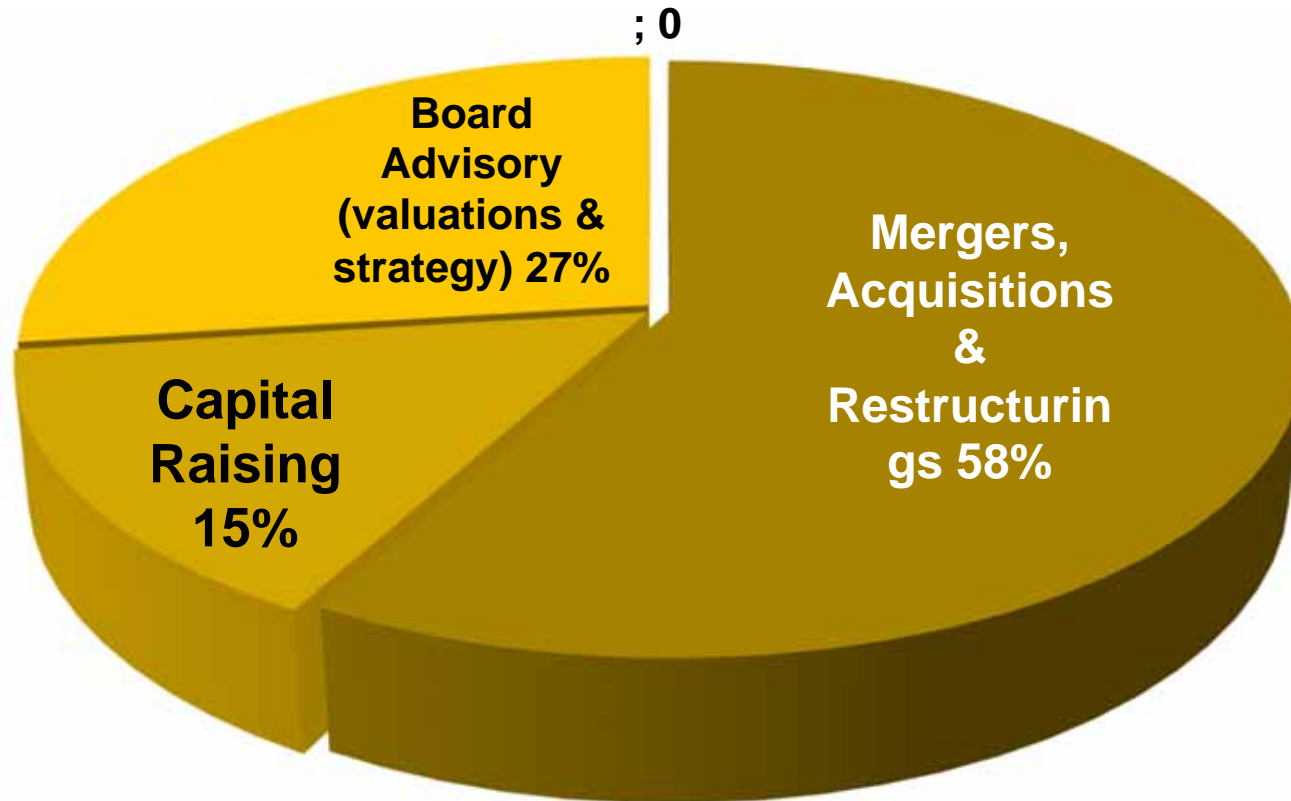 ; 0
Board
Advisory
(valuations &
strategy) 27%
Mergers,
Acquisitions
&
Restructurin
gs 58%
Capital
Raising
15%